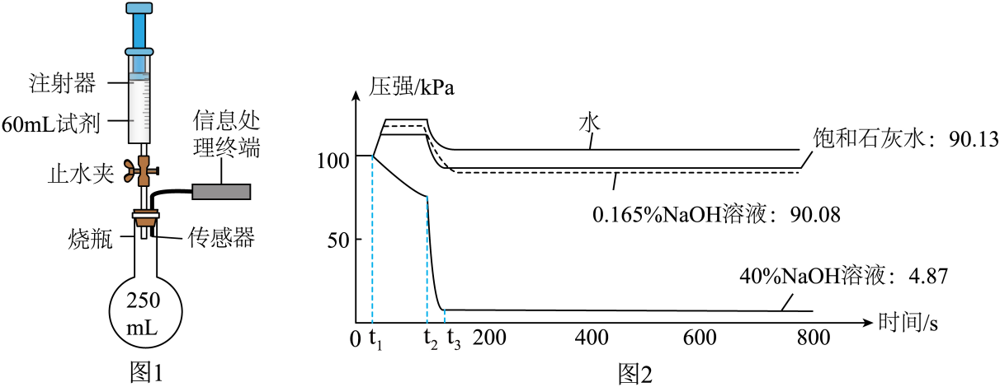 注射器
60mL试剂
止水夹
信息处
理终端
烧瓶
传感器
250
mL
图1
压强/kPa
100
50
水
饱和石灰水：90.13
0.165%NaOH溶液：90.08
40%NaOH溶液：4.87
0 t₁ t₂ t₃ 200 400 600 800
时间/s
图2